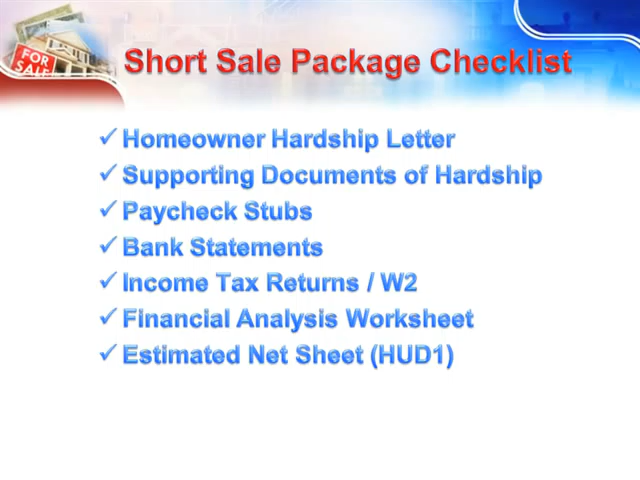 FOR
SALE
Short Sale Package Checklist
✓ Homeowner Hardship Letter
✓ Supporting Documents of Hardship
✓ Paycheck Stubs
✓ Bank Statements
✓ Income Tax Returns / W2
✓ Financial Analysis Worksheet
✓ Estimated Net Sheet (HUD1)